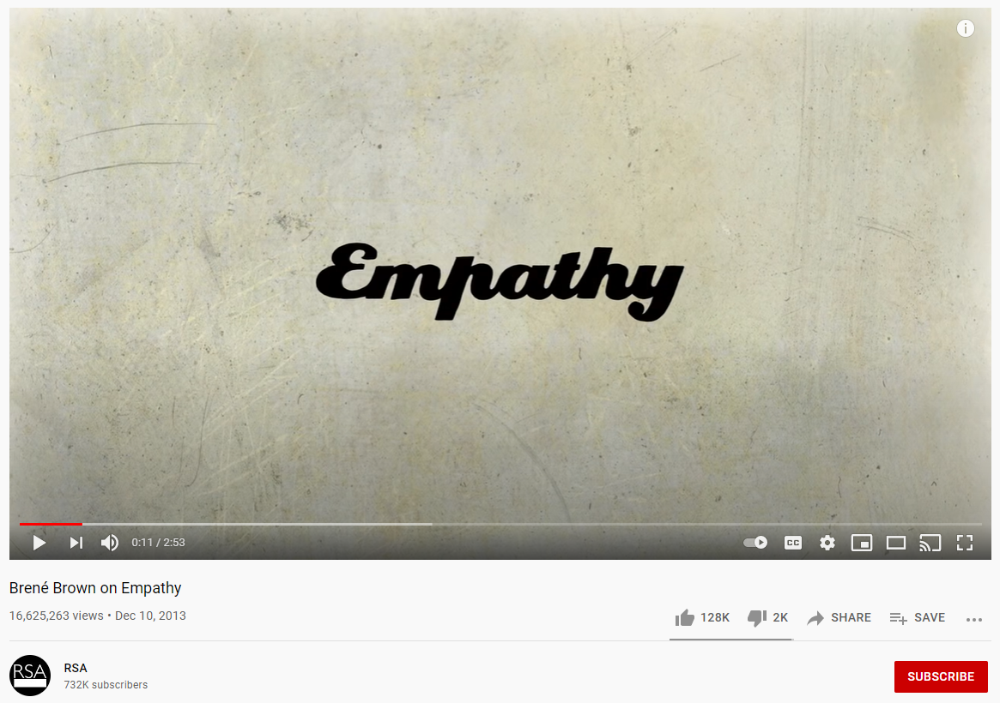 i
Empathy
0:11 / 2:53
CC
Brené Brown on Empathy
16,625,263 views • Dec 10, 2013
128K 2K SHARE SAVE ...
RSA
RSA
732K subscribers
SUBSCRIBE